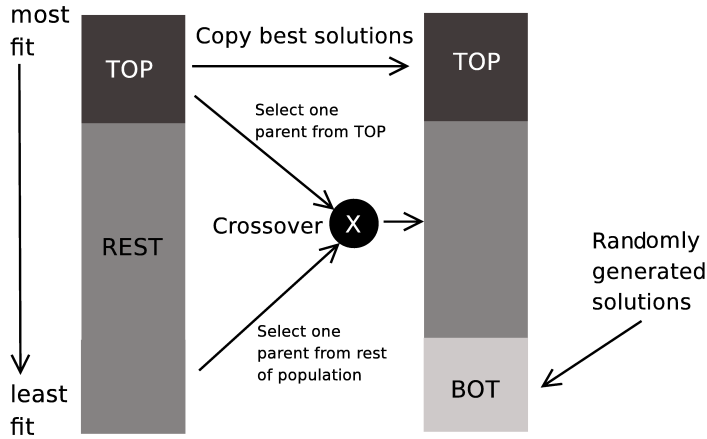 most
fit
TOP
Copy best solutions
TOP
Select one
parent from TOP
Crossover
X
REST
Randomly
generated
solutions
Select one
parent from rest
of population
BOT
least
fit